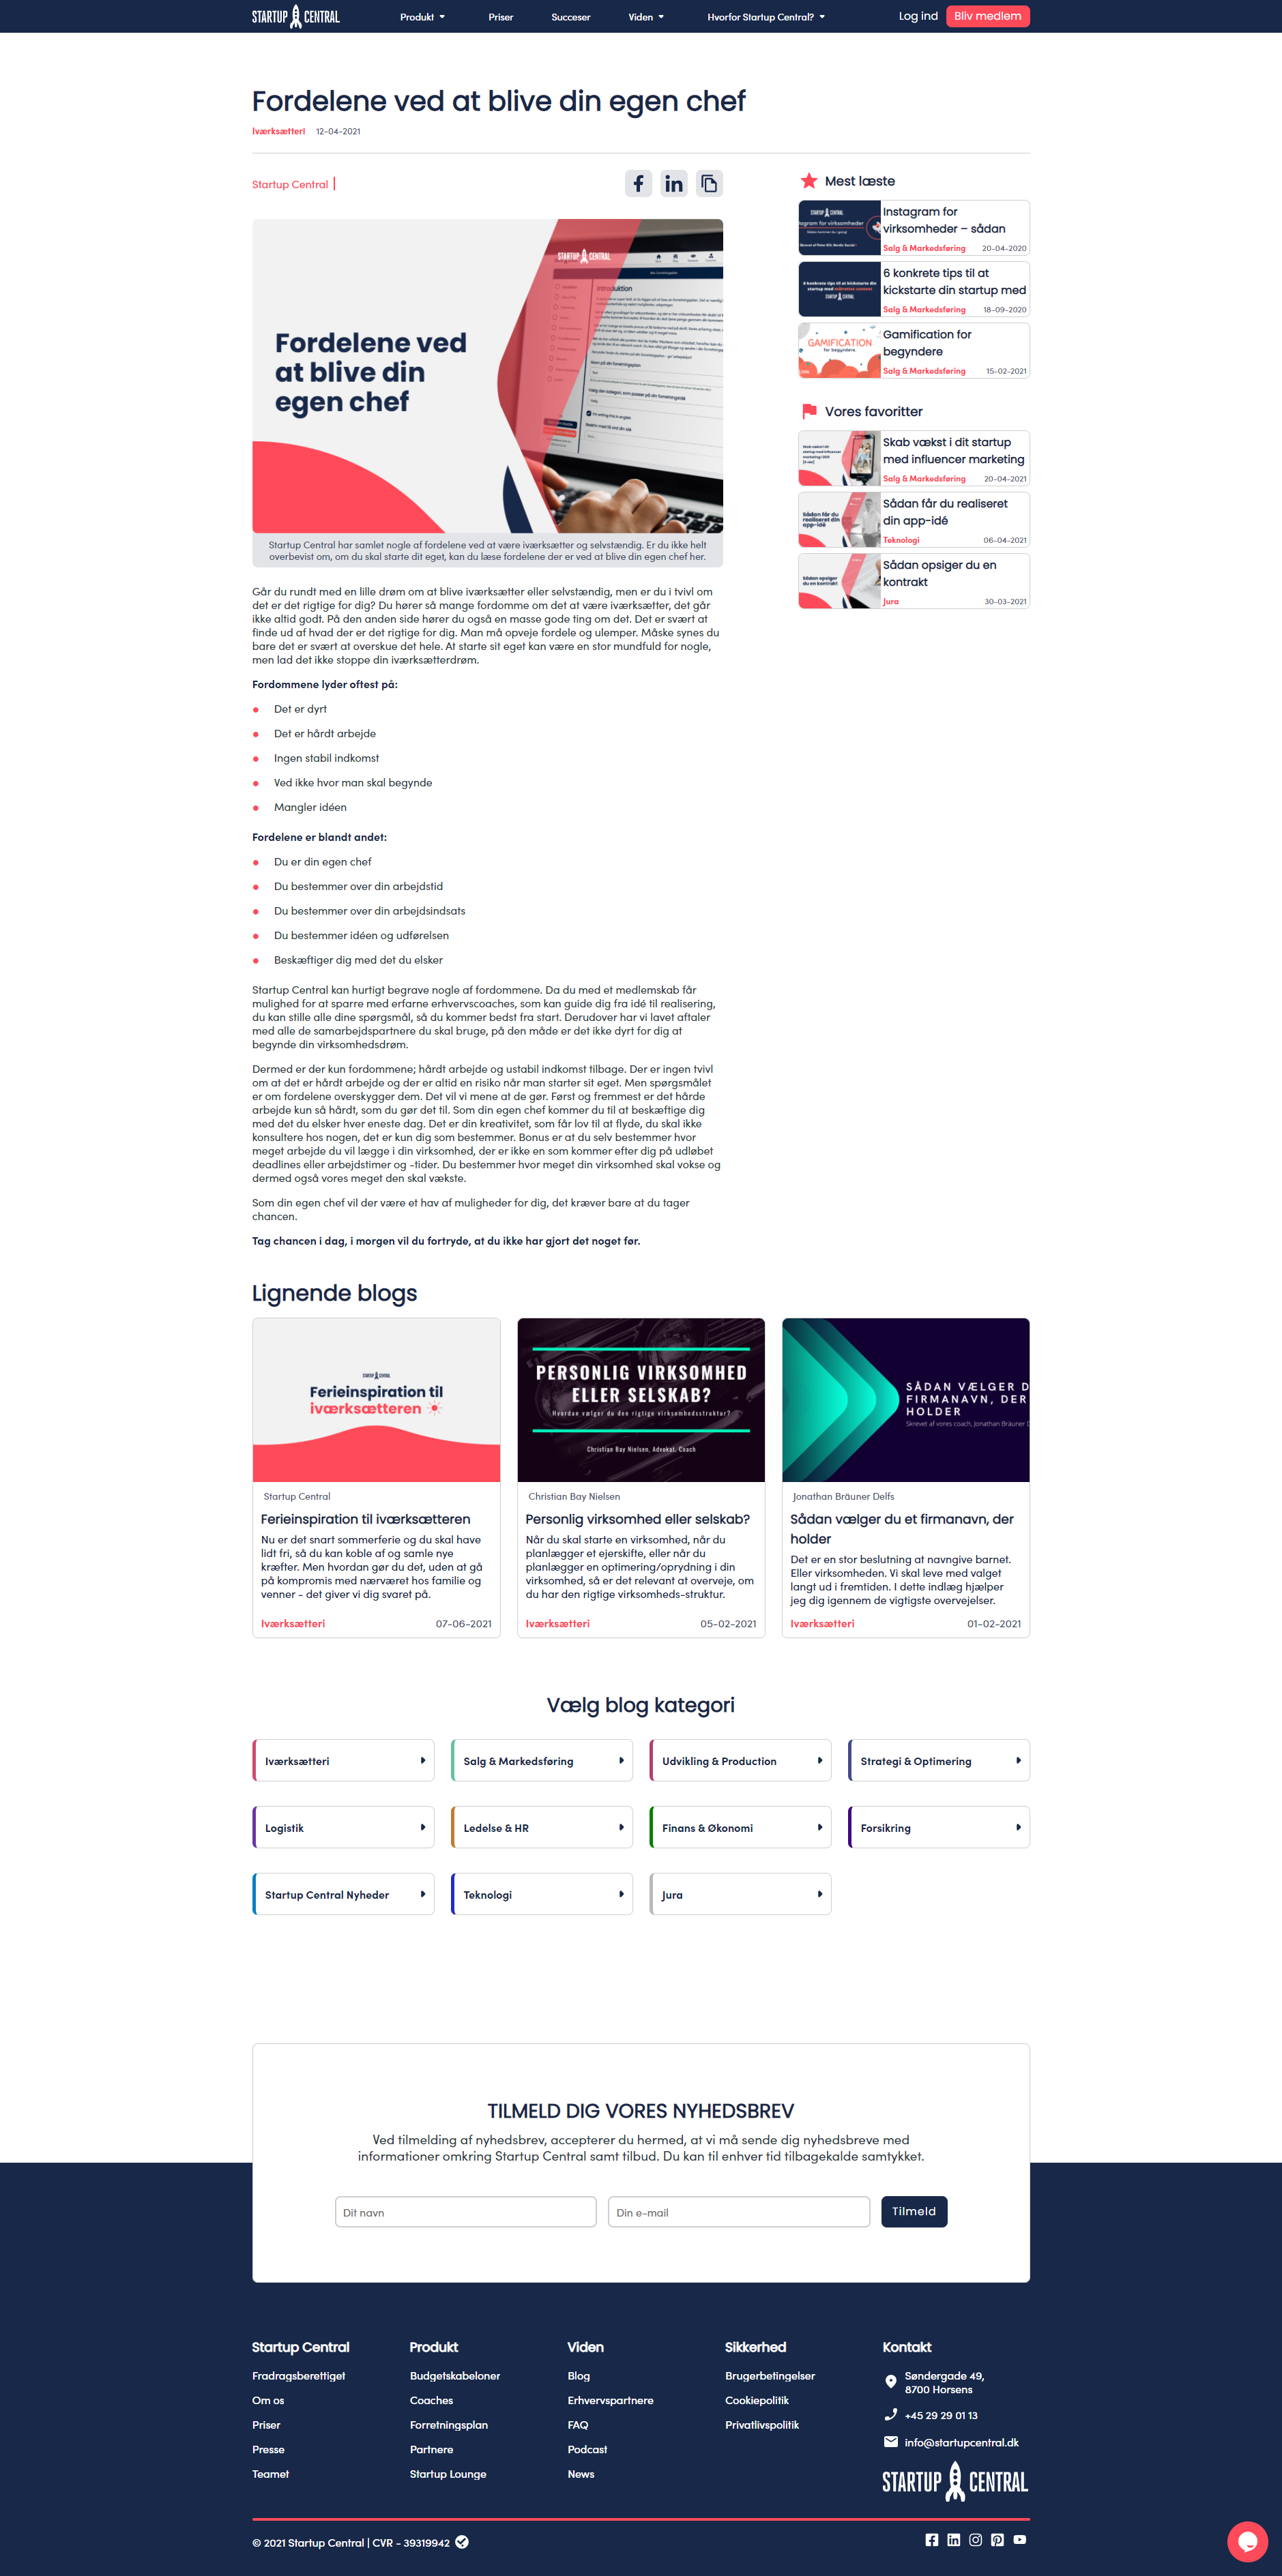 STARTUP CENTRAL
Produkt
Priser
Succeser
Viden
Hvorfor Startup Central?
Log ind
Bliv medlem
Fordelene ved at blive din egen chef
Iværksætteri 12-04-2021
Startup Central
STARTUP CENTRAL
Fordelene ved
at blive din
egen chef
Startup Central har samlet nogle af fordelene ved at være iværksætter og selvstændig. Er du ikke helt
overbevist om, om du skal starte dit eget, kan du læse fordelene der er ved at blive din egen chef her.
Går du rundt med en lille drøm om at blive iværksætter eller selvstændig, men er du i tvivl om
det er det rigtige for dig? Du hører så mange fordomme om det at være iværksætter, det går
ikke altid godt. På den anden side hører du også en masse gode ting om det. Det er svært at
finde ud af hvad der er det rigtige for dig. Man må opveje fordele og ulemper. Måske synes du
bare det er svært at overskue det hele. At starte sit eget kan være en stor mundfuld for nogle,
men lad det ikke stoppe din iværksætterdrøm.
Fordommene lyder oftest på:
Det er dyrt
Det er hårdt arbejde
Ingen stabil indkomst
Ved ikke hvor man skal begynde
Mangler idéen
Fordelene er blandt andet:
Du er din egen chef
Du bestemmer over din arbejdstid
Du bestemmer over din arbejdsindsats
Du bestemmer idéen og udførelsen
Beskæftiger dig med det du elsker
Startup Central kan hurtigt begrave nogle af fordommene. Da du med et medlemskab får
mulighed for at sparre med erfarne erhvervscoaches, som kan guide dig fra idé til realisering,
du kan stille alle dine spørgsmål, så du kommer bedst fra start. Derudover har vi lavet aftaler
med alle de samarbejdspartnere du skal bruge, på den måde er det ikke dyrt for dig at
begynde din virksomhedsdrøm.
Dermed er der kun fordommene; hårdt arbejde og ustabil indkomst tilbage. Der er ingen tvivl
om at det er hårdt arbejde og der er altid en risiko når man starter sit eget. Men spørgsmålet
er om fordelene overskygger dem. Det vil vi mene at de gør. Først og fremmest er det hårde
arbejde kun så hårdt, som du gør det til. Som din egen chef kommer du til at beskæftige dig
med det du elsker hver eneste dag. Det er din kreativitet, som får lov til at flyde, du skal ikke
konsultere hos nogen, det er kun dig som bestemmer. Bonus er at du selv bestemmer hvor
meget arbejde du vil lægge i din virksomhed, der er ikke en som kommer efter dig på udløbet
deadlines eller arbejdstimer og -tider. Du bestemmer hvor meget din virksomhed skal vokse og
dermed også vores meget den skal vækste.
Som din egen chef vil der være et hav af muligheder for dig, det kræver bare at du tager
chancen.
Tag chancen i dag, i morgen vil du fortryde, at du ikke har gjort det noget før.
Mest læste
Instagram for
virksomheder – sådan
Salg & Markedsføring 20-04-2020
6 konkrete tips til at
kickstarte din startup med
Salg & Markedsføring 18-09-2020
GAMIFICATION
for begyndere
Gamification for
begyndere
Salg & Markedsføring 15-02-2021
Vores favoritter
Skab vækst i dit startup
med influencer marketing
Salg & Markedsføring 20-04-2021
Sådan får du
realiseret
din app-idé
Sådan får du realiseret
din app-idé
Teknologi 06-04-2021
Sådan opsiger
du en kontrakt
Sådan opsiger du en
kontrakt
Jura 30-03-2021
Lignende blogs
STARTUP CENTRAL
Ferieinspiration til
iværksætteren
Startup Central
Ferieinspiration til iværksætteren
Nu er det snart sommerferie og du skal have
lidt fri, så du kan koble af og samle nye
kræfter. Men hvordan gør du det, uden at gå
på kompromis med nærværet hos familie og
venner - det giver vi dig svaret på.
Iværksætteri 07-06-2021
PERSONLIG VIRKSOMHED
ELLER SELSKAB?
Hvordan vælger du den rigtige virksomhedsstruktur?
Christian Bay Nielsen, Advokat, Coach
Christian Bay Nielsen
Personlig virksomhed eller selskab?
Når du skal starte en virksomhed, når du
planlægger et ejerskifte, eller når du
planlægger en optimering/oprydning i din
virksomhed, så er det relevant at overveje, om
du har den rigtige virksomheds-struktur.
Iværksætteri 05-02-2021
SÅDAN VÆLGER D
FIRMANAVN, DER
HOLDER
Skrevet af vores coach, Jonathan Bräuner D
Jonathan Bräuner Delfs
Sådan vælger du et firmanavn, der
holder
Det er en stor beslutning at navngive barnet.
Eller virksomheden. Vi skal leve med valget
langt ud i fremtiden. I dette indlæg hjælper
jeg dig igennem de vigtigste overvejelser.
Iværksætteri 01-02-2021
Vælg blog kategori
Iværksætteri
Salg & Markedsføring
Udvikling & Production
Strategi & Optimering
Logistik
Ledelse & HR
Finans & Økonomi
Forsikring
Startup Central Nyheder
Teknologi
Jura
TILMELD DIG VORES NYHEDSBREV
Ved tilmelding af nyhedsbrev, accepterer du hermed, at vi må sende dig nyhedsbreve med
informationer omkring Startup Central samt tilbud. Du kan til enhver tid tilbagekalde samtykket.
Dit navn
Din e-mail
Tilmeld
Startup Central
Fradragsberettiget
Om os
Priser
Presse
Teamet
Produkt
Budgetskabeloner
Coaches
Forretningsplan
Partnere
Startup Lounge
Viden
Blog
Erhvervspartnere
FAQ
Podcast
News
Sikkerhed
Brugerbetingelser
Cookiepolitik
Privatlivspolitik
Kontakt
Søndergade 49,
8700 Horsens
+45 29 29 01 13
info@startupcentral.dk
STARTUP CENTRAL
© 2021 Startup Central | CVR - 39319942